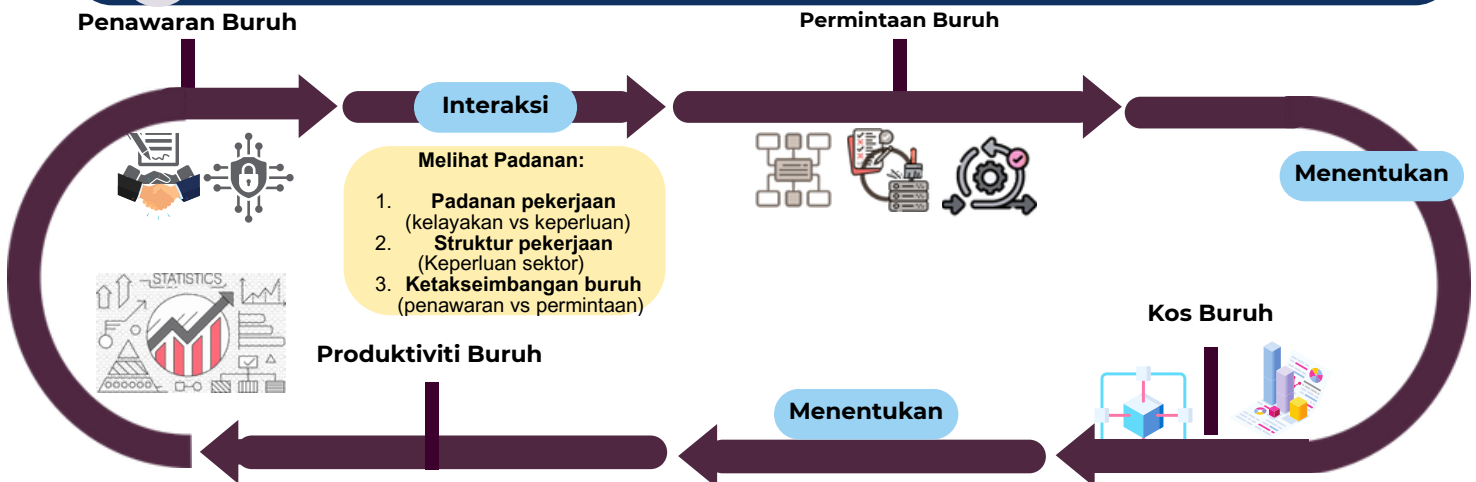 Penawaran Buruh
Permintaan Buruh
Interaksi
Melihat Padanan:
1. Padanan pekerjaan
(kelayakan vs keperluan)
2. Struktur pekerjaan
(Keperluan sektor)
3. Ketakseimbangan buruh
(penawaran vs permintaan)
Menentukan
STATISTICS
Kos Buruh
Produktiviti Buruh
Menentukan